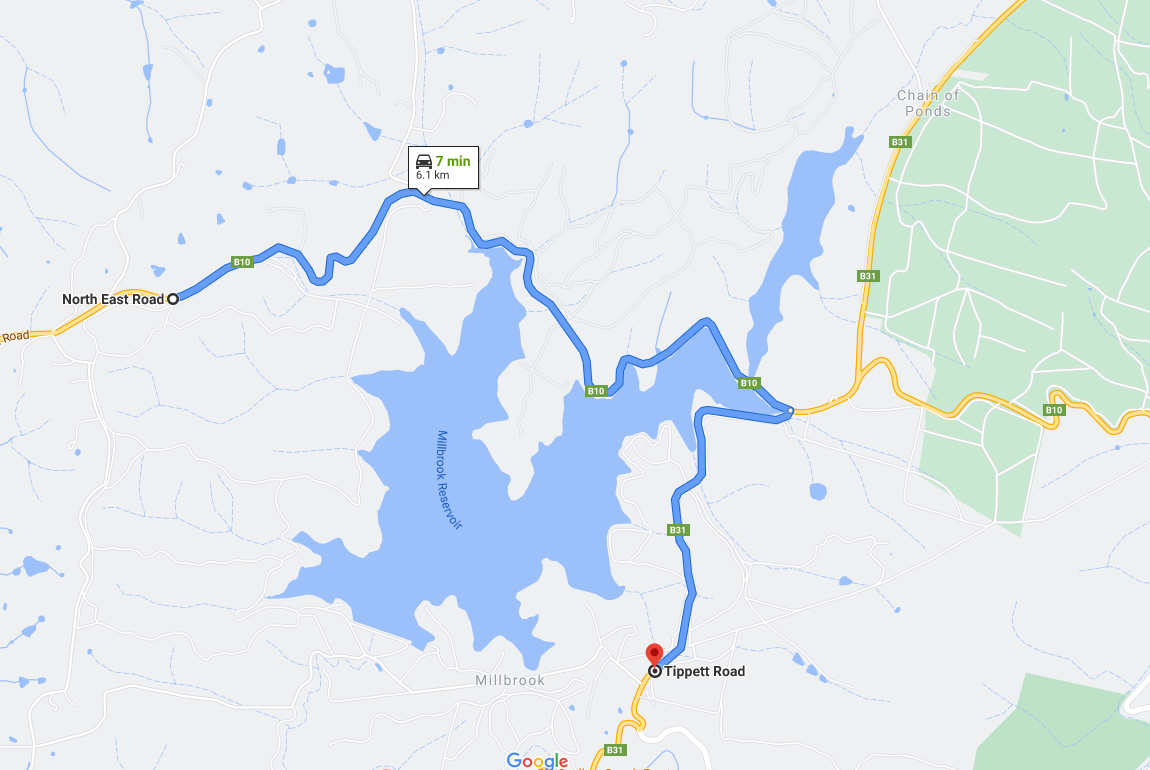 Chain of
Ponds
B31
7 min
6.1 km
B10
B31
North East Road
Road
B10
B10
B10
Millbrook Reservoir
B31
Tippett Road
Millbrook
B31
Google